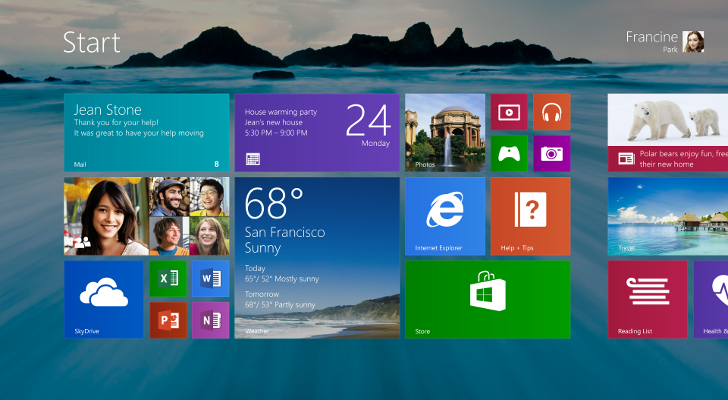 Start
Francine
Park
Jean Stone
Thank you for your help!
It was great to have your help moving
Mail
8
House warming party
Jean's new house
5:30 PM – 9:00 PM
24
Monday
Photos
Polar bears enjoy fun, free
their new home
68°
San Francisco
Sunny
Today
65°/ 52° Mostly sunny
Tomorrow
68°/ 53° Partly sunny
Weather
Internet Explorer
Help + Tips
Travel
SkyDrive
X
W
P
N
Store
Reading List
Health &